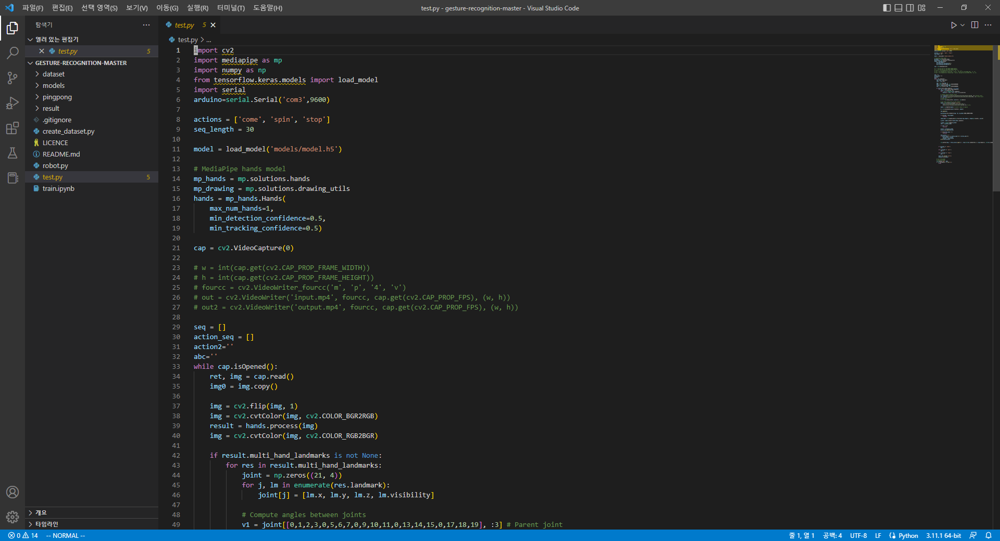 파일(F) 편집(E) 선택 영역(S) 보기(V) 이동(G) 실행(R) 터미널(T) 도움말(H)
test.py - gesture-recognition-master - Visual Studio Code
탐색기
열려 있는 편집기
test.py 5
GESTURE-RECOGNITION-MASTER
dataset
models
pingpong
result
.gitignore
create_dataset.py
LICENCE
README.md
robot.py
test.py 5
train.ipynb
개요
타임라인
test.py 5
test.py > ...
1 import cv2
2 import mediapipe as mp
3 import numpy as np
4 from tensorflow.keras.models import load_model
5 import serial
6 arduino=serial.Serial('com3',9600)
7
8 actions = ['come', 'spin', 'stop']
9 seq_length = 30
10
11 model = load_model('models/model.h5')
12
13 # MediaPipe hands model
14 mp_hands = mp.solutions.hands
15 mp_drawing = mp.solutions.drawing_utils
16 hands = mp_hands.Hands(
17 max_num_hands=1,
18 min_detection_confidence=0.5,
19 min_tracking_confidence=0.5)
20
21 cap = cv2.VideoCapture(0)
22
23 # w = int(cap.get(cv2.CAP_PROP_FRAME_WIDTH))
24 # h = int(cap.get(cv2.CAP_PROP_FRAME_HEIGHT))
25 # fourcc = cv2.VideoWriter_fourcc('m', 'p', '4', 'v')
26 # out = cv2.VideoWriter('input.mp4', fourcc, cap.get(cv2.CAP_PROP_FPS), (w, h))
27 # out2 = cv2.VideoWriter('output.mp4', fourcc, cap.get(cv2.CAP_PROP_FPS), (w, h))
28
29 seq = []
30 action_seq = []
31 action2=''
32 abc=''
33 while cap.isOpened():
34 ret, img = cap.read()
35 img0 = img.copy()
36
37 img = cv2.flip(img, 1)
38 img = cv2.cvtColor(img, cv2.COLOR_BGR2RGB)
39 result = hands.process(img)
40 img = cv2.cvtColor(img, cv2.COLOR_RGB2BGR)
41
42 if result.multi_hand_landmarks is not None:
43 for res in result.multi_hand_landmarks:
44 joint = np.zeros((21, 4))
45 for j, lm in enumerate(res.landmark):
46 joint[j] = [lm.x, lm.y, lm.z, lm.visibility]
47
48 # Compute angles between joints
49 v1 = joint[[0,1,2,3,0,5,6,7,0,9,10,11,0,13,14,15,0,17,18,19], :3] # Parent joint
0 14 -- NORMAL --
줄 1, 열 1 공백: 4 UTF-8 LF Python 3.11.1 64-bit